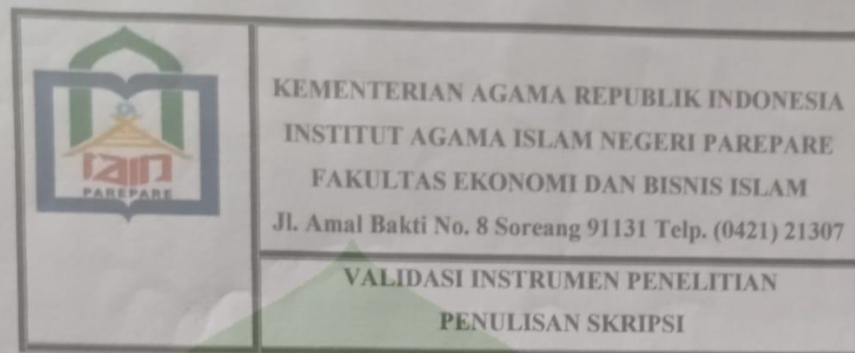 iain
PAREPARE
KEMENTERIAN AGAMA REPUBLIK INDONESIA
INSTITUT AGAMA ISLAM NEGERI PAREPARE
FAKULTAS EKONOMI DAN BISNIS ISLAM
Jl. Amal Bakti No. 8 Soreang 91131 Telp. (0421) 21307
VALIDASI INSTRUMEN PENELITIAN
PENULISAN SKRIPSI